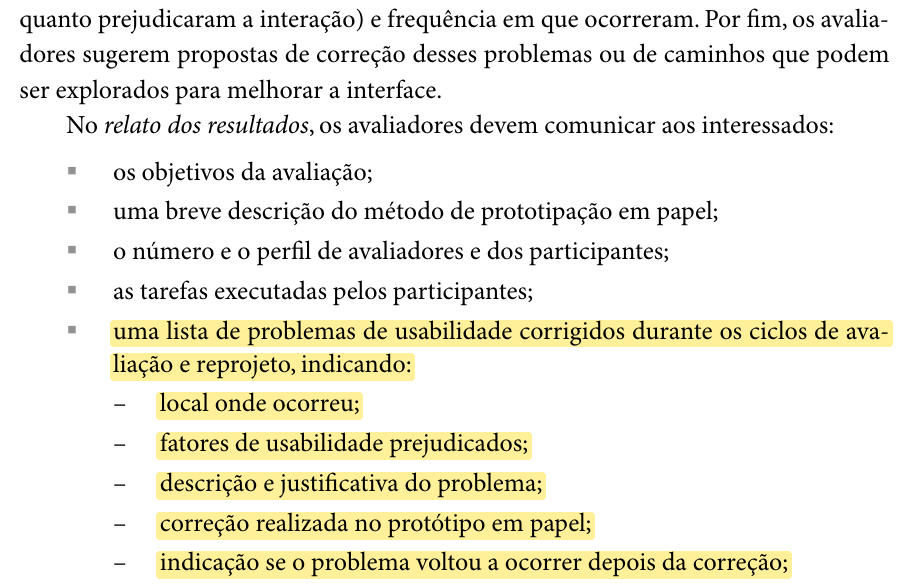 quanto prejudicaram a interação) e frequência em que ocorreram. Por fim, os avalia-
dores sugerem propostas de correção desses problemas ou de caminhos que podem
ser explorados para melhorar a interface.
No relato dos resultados, os avaliadores devem comunicar aos interessados:
▪ os objetivos da avaliação;
▪ uma breve descrição do método de prototipação em papel;
▪ o número e o perfil de avaliadores e dos participantes;
▪ as tarefas executadas pelos participantes;
▪ uma lista de problemas de usabilidade corrigidos durante os ciclos de ava-
liação e reprojeto, indicando:
– local onde ocorreu;
– fatores de usabilidade prejudicados;
– descrição e justificativa do problema;
– correção realizada no protótipo em papel;
– indicação se o problema voltou a ocorrer depois da correção;